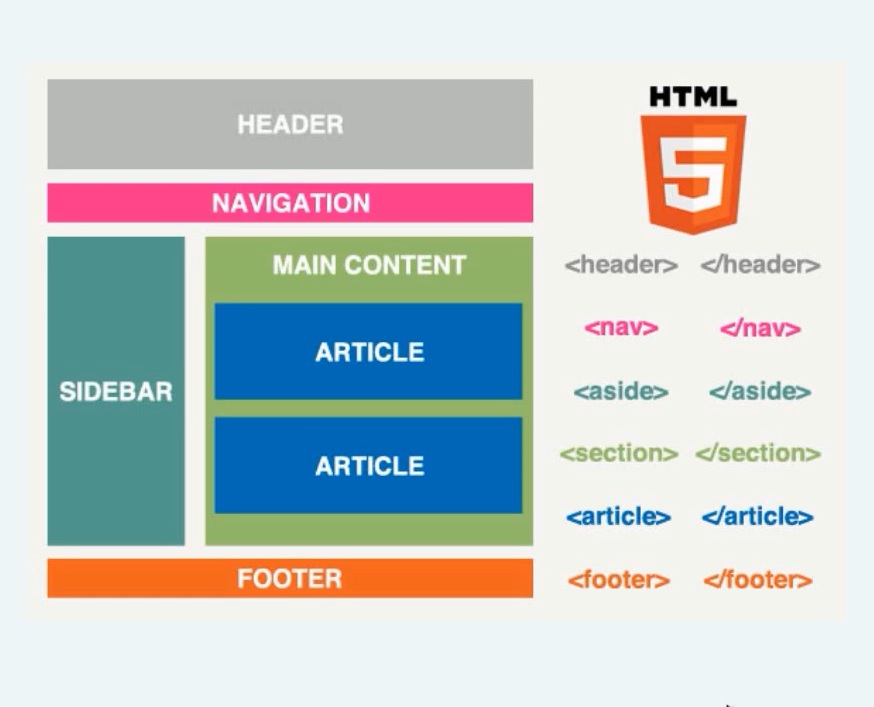 HEADER
NAVIGATION
SIDEBAR
MAIN CONTENT
ARTICLE
ARTICLE
FOOTER
HTML
5
<header> </header>
<nav> </nav>
<aside> </aside>
<section> </section>
<article> </article>
<footer> </footer>